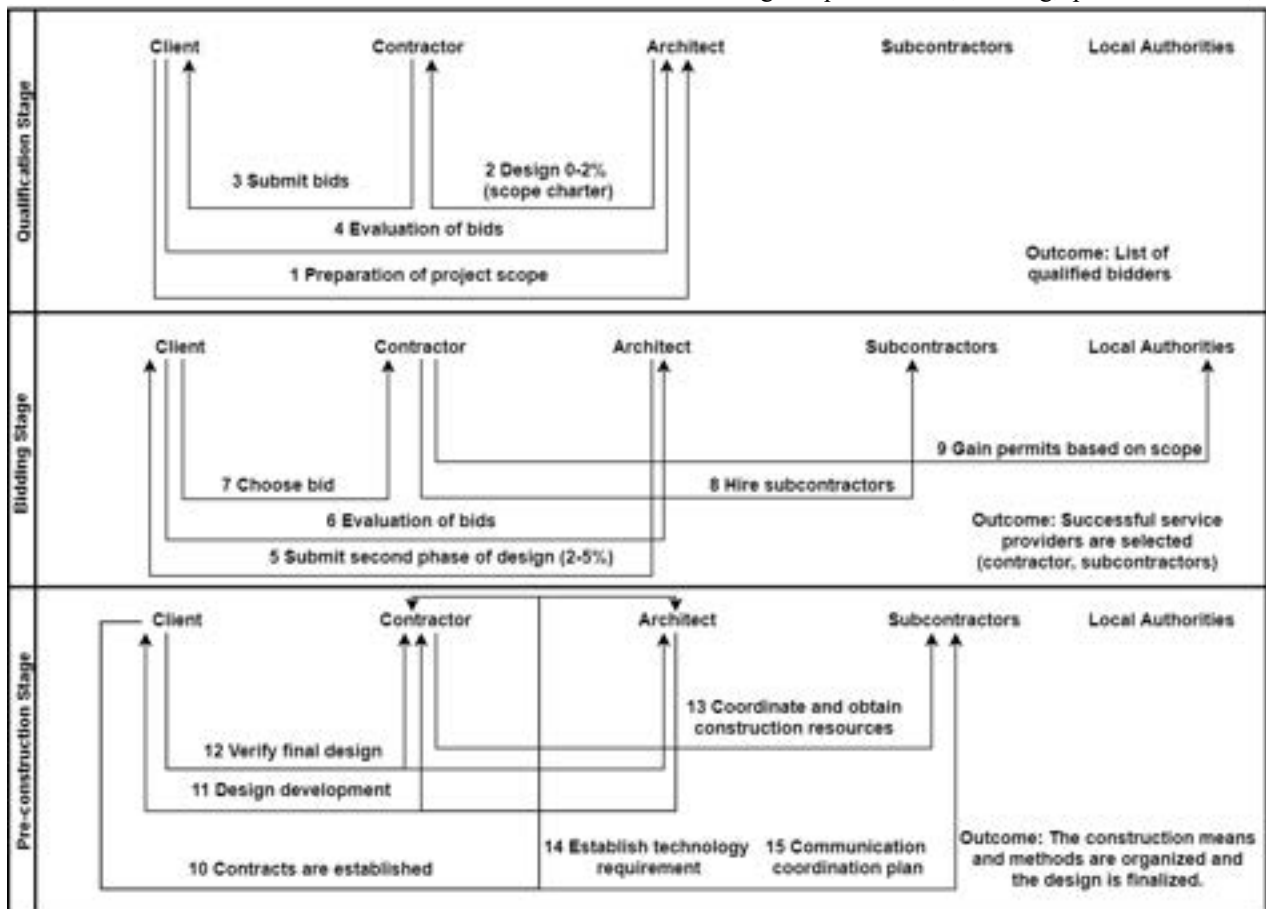 Qualification Stage
Client
Contractor
Architect
Subcontractors
Local Authorities
3 Submit bids
2 Design 0-2%
(scope charter)
4 Evaluation of bids
1 Preparation of project scope
Outcome: List of
qualified bidders
Bidding Stage
Client
Contractor
Architect
Subcontractors
Local Authorities
9 Gain permits based on scope
7 Choose bid
8 Hire subcontractors
6 Evaluation of bids
5 Submit second phase of design (2-5%)
Outcome: Successful service
providers are selected
(contractor, subcontractors)
Pre-construction Stage
Client
Contractor
Architect
Subcontractors
Local Authorities
13 Coordinate and obtain
construction resources
12 Verify final design
11 Design development
10 Contracts are established
14 Establish technology
requirement
15 Communication
coordination plan
Outcome: The construction means
and methods are organized and
the design is finalized.